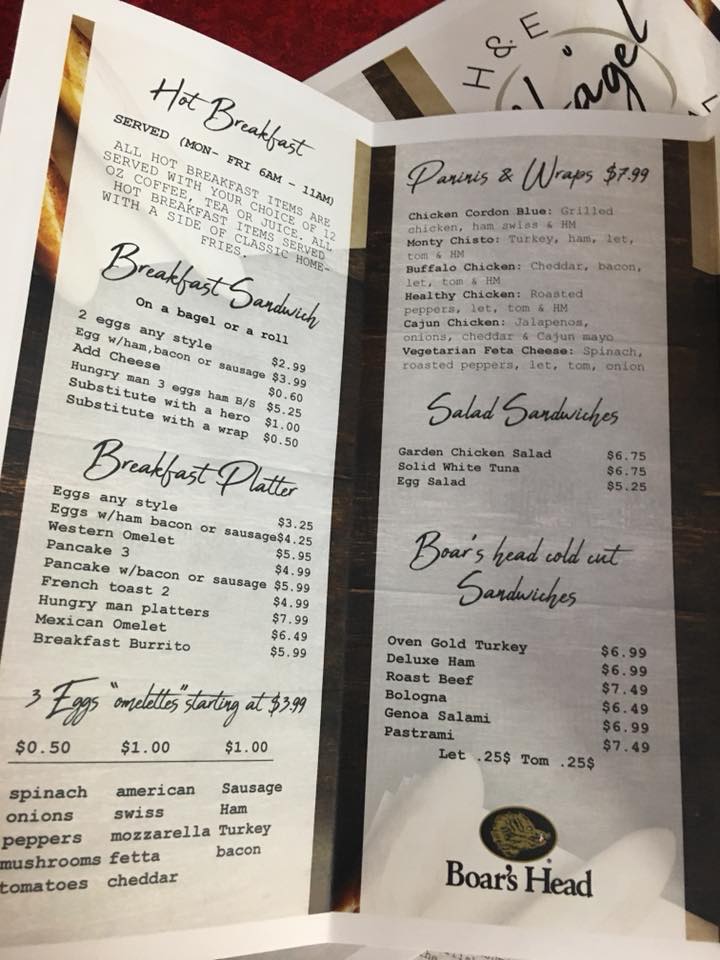 H & E
Hot Breakfast
SERVED (MON- FRI 6AM - 11AM)
ALL HOT BREAKFAST ITEMS ARE
SERVED WITH YOUR CHOICE OF 12
OZ COFFEE, TEA OR JUICE. ALL
HOT BREAKFAST ITEMS SERVED
WITH A SIDE OF CLASSIC HOME-
FRIES.
Breakfast Sandwich
On a bagel or a roll
2 eggs any style $2.99
Egg w/ham,bacon or sausage $3.99
Add Cheese $0.60
Hungry man 3 eggs ham B/S $5.25
Substitute with a hero $1.00
Substitute with a wrap $0.50
Breakfast Platter
Eggs any style $3.25
Eggs w/ham bacon or sausage$4.25
Western Omelet $5.95
Pancake 3 $4.99
Pancake w/bacon or sausage $5.99
French toast 2 $4.99
Hungry man platters $7.99
Mexican Omelet $6.49
Breakfast Burrito $5.99
3 Eggs "omelettes" starting at $3.99
$0.50 $1.00 $1.00
spinach american Sausage
onions swiss Ham
peppers mozzarella Turkey
mushrooms fetta bacon
tomatoes cheddar
Paninis & Wraps $7.99
Chicken Cordon Blue: Grilled
chicken, ham swiss & HM
Monty Chisto: Turkey, ham, let,
tom & HM
Buffalo Chicken: Cheddar, bacon,
let, tom & HM
Healthy Chicken: Roasted
peppers, let, tom & HM
Cajun Chicken: Jalapenos,
onions, cheddar & Cajun mayo
Vegetarian Feta Cheese: Spinach,
roasted peppers, let, tom, onion
Salad Sandwiches
Garden Chicken Salad $6.75
Solid White Tuna $6.75
Egg Salad $5.25
Boar's head cold cut
Sandwiches
Oven Gold Turkey $6.99
Deluxe Ham $6.99
Roast Beef $7.49
Bologna $6.49
Genoa Salami $6.99
Pastrami $7.49
Let .25$ Tom .25$
Boar's Head